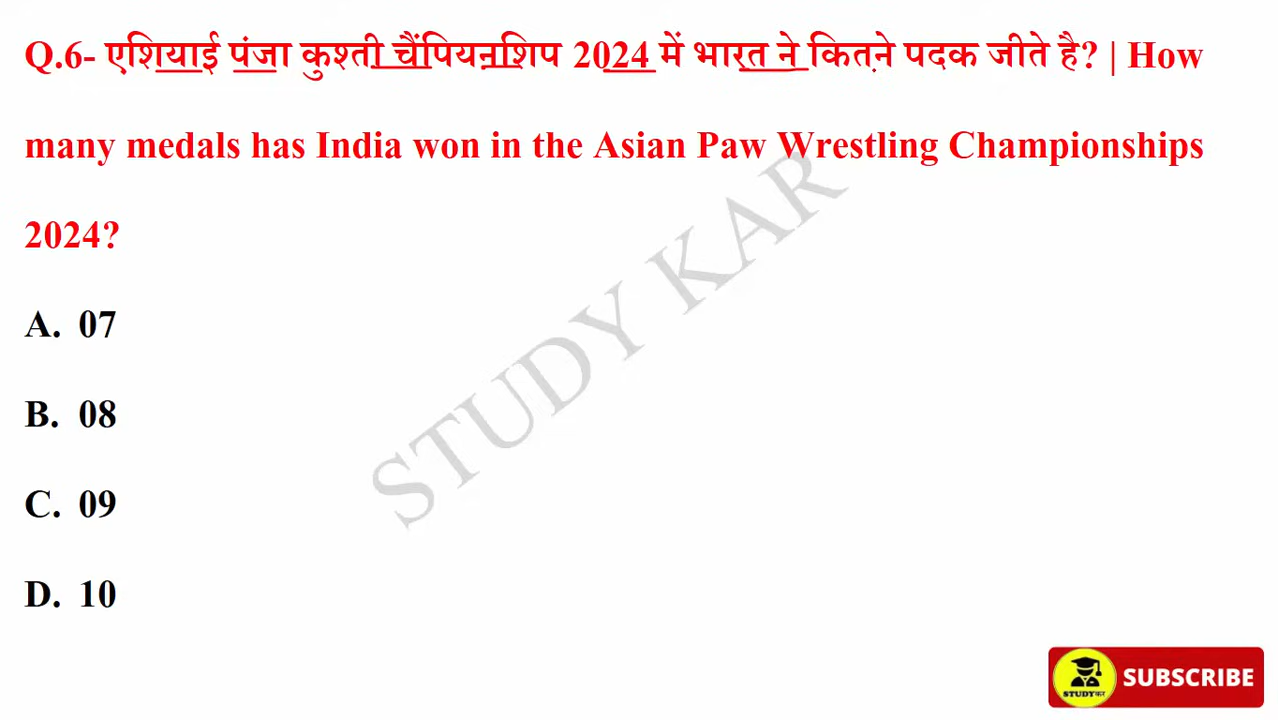 Q.6- एशियाई पंजा कुश्ती चैंपियनशिप 2024 में भारत ने कितने पदक जीते है? | How
many medals has India won in the Asian Paw Wrestling Championships
2024?
A. 07
B. 08
C. 09
D. 10
STUDY KAR
STUDYकर
SUBSCRIBE